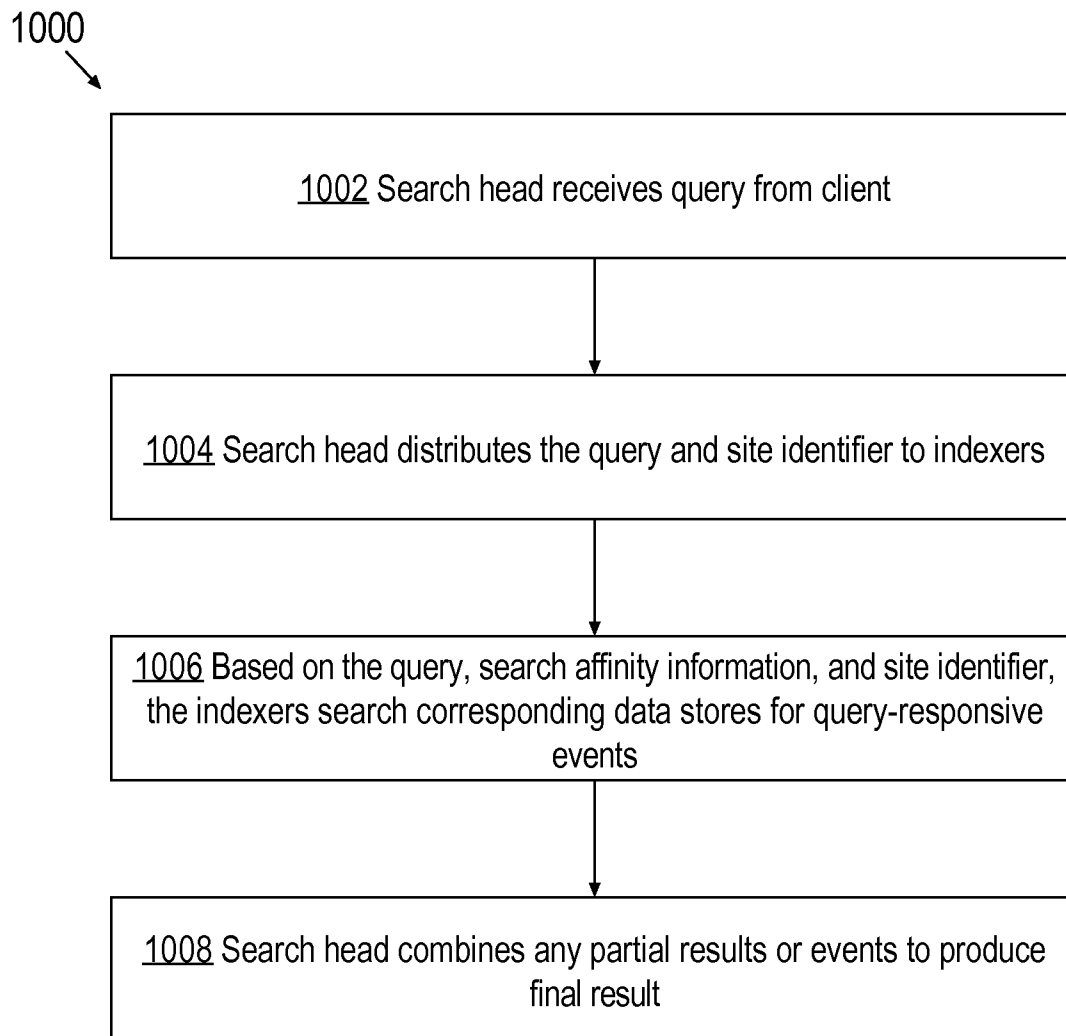 1000
1002 Search head receives query from client
1004 Search head distributes the query and site identifier to indexers
1006 Based on the query, search affinity information, and site identifier,
the indexers search corresponding data stores for query-responsive
events
1008 Search head combines any partial results or events to produce
final result